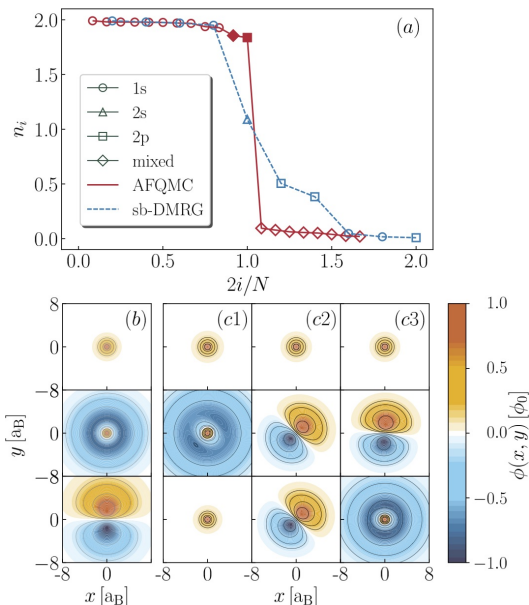 2.0
1.5
1.0
0.5
0.0
n_i
(a)
1s
2s
2p
mixed
AFQMC
sb-DMRG
0.0 0.5 1.0 1.5 2.0
2i/N
(b) (c1) (c2) (c3)
8
0
−8
0
−8
0
−8
y [a_B]
-8 0 -8 0 -8 0 -8 0 8
x [a_B] x [a_B]
1.0
0.5
0.0
−0.5
−1.0
ϕ(x, y) [ϕ_0]